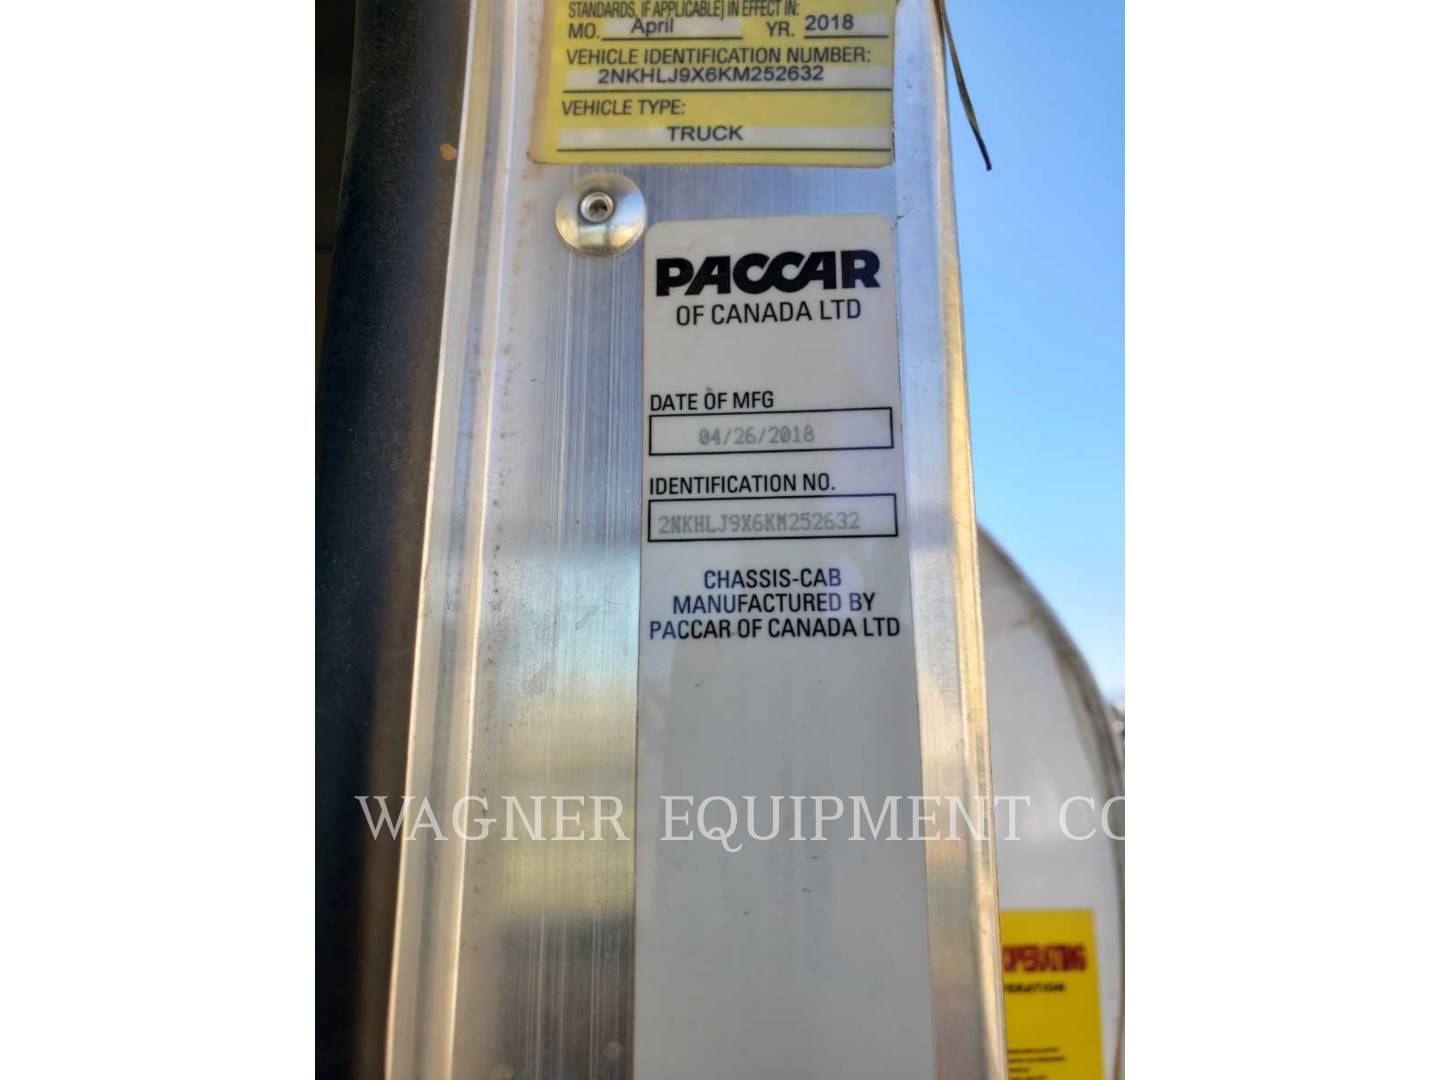 STANDARDS, IF APPLICABLE] IN EFFECT IN:
MO. April YR. 2018
VEHICLE IDENTIFICATION NUMBER:
2NKHLJ9X6KM252632
VEHICLE TYPE:
TRUCK
PACCAR
OF CANADA LTD
DATE OF MFG
04/26/2018
IDENTIFICATION NO.
2NKHLJ9X6KM252632
CHASSIS-CAB
MANUFACTURED BY
PACCAR OF CANADA LTD
WAGNER EQUIPMENT CO
OPERATING